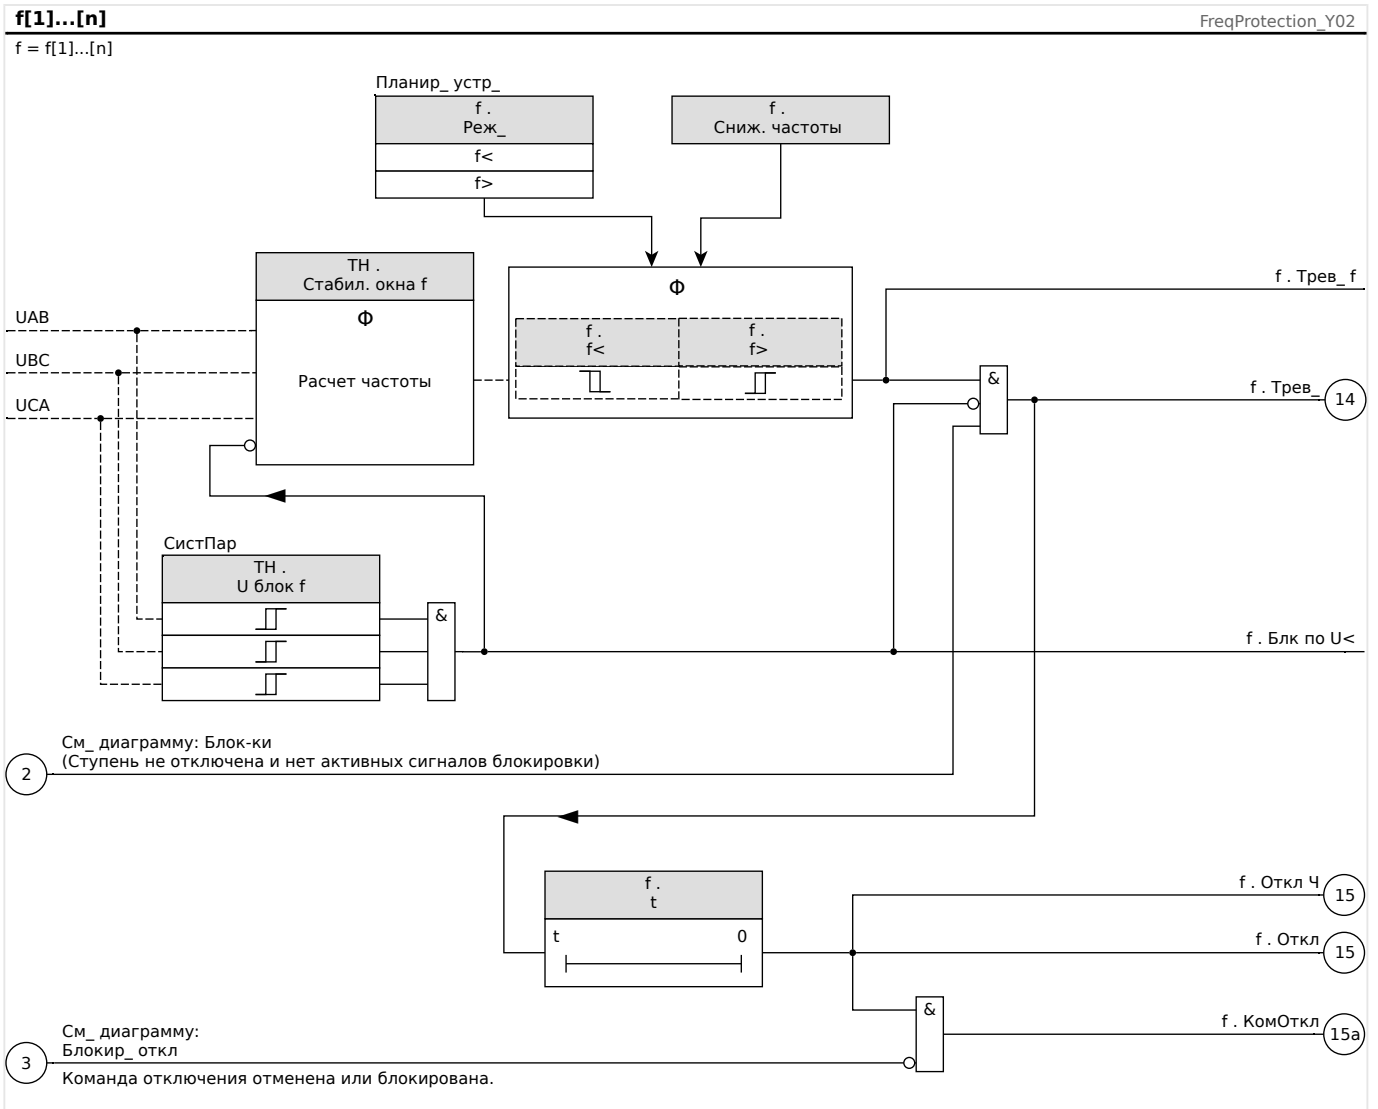 f[1]...[n]
FreqProtection_Y02
f = f[1]...[n]
Планир_ устр_
f .
Реж_
f<
f>
f .
Сниж. частоты
ТН .
Стабил. окна f
Ф
Расчет частоты
Ф
f .
f<
f .
f>
UAB
UBC
UCA
f . Трев_ f
&
f . Трев_
14
СистПар
ТН .
U блок f
&
f . Блк по U<
См_ диаграмму: Блок-ки
(Ступень не отключена и нет активных сигналов блокировки)
2
f .
t
t
0
f . Откл Ч
15
f . Откл
15
&
f . КомОткл
15a
См_ диаграмму:
Блокир_ откл
3
Команда отключения отменена или блокирована.